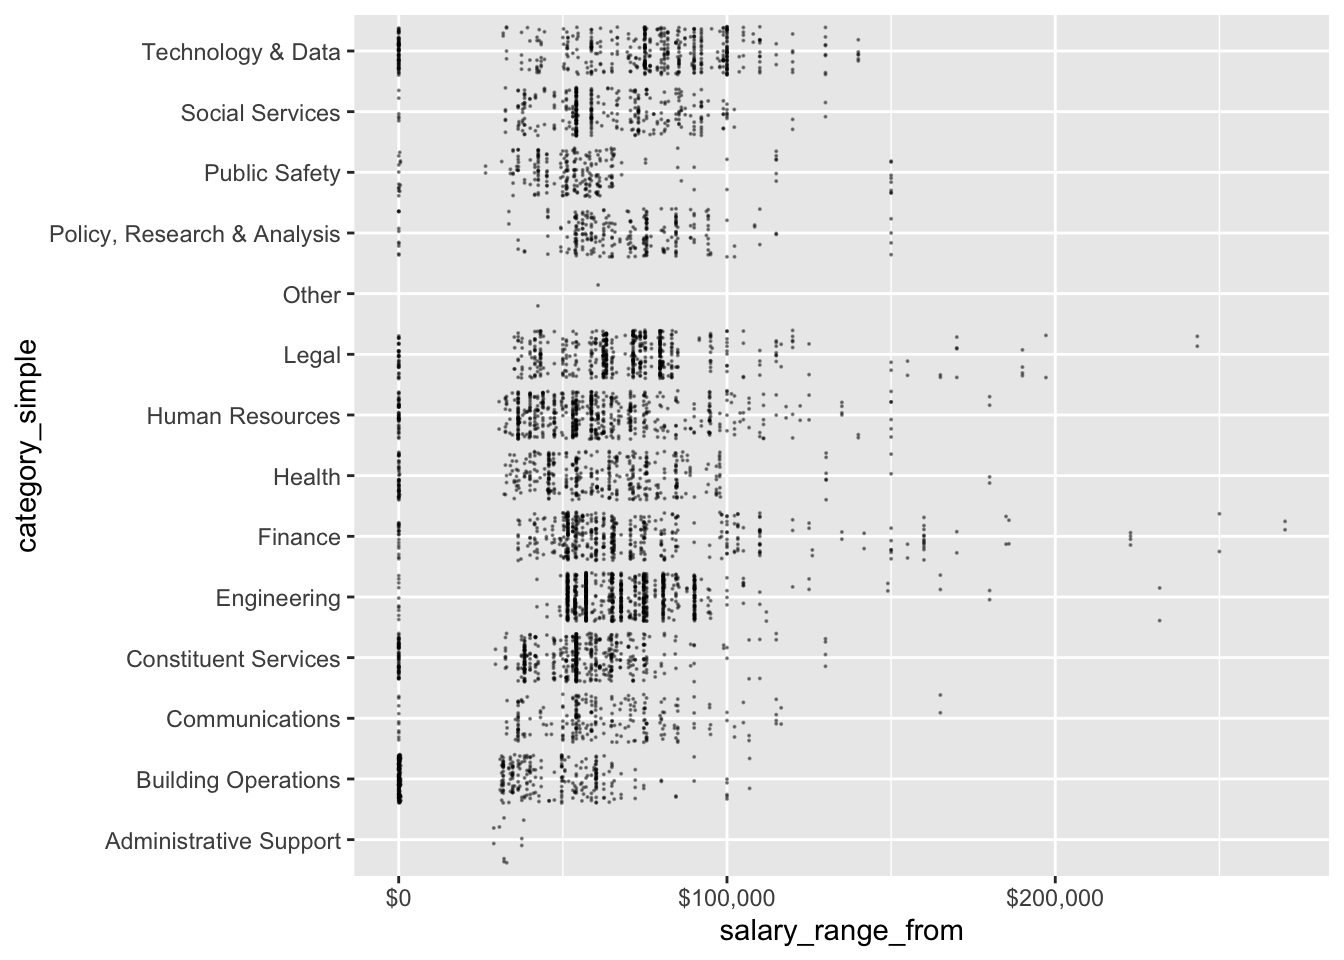 Technology & Data
Social Services
Public Safety
Policy, Research & Analysis
Other
Legal
Human Resources
Health
Finance
Engineering
Constituent Services
Communications
Building Operations
Administrative Support
category_simple
$0
$100,000
$200,000
salary_range_from